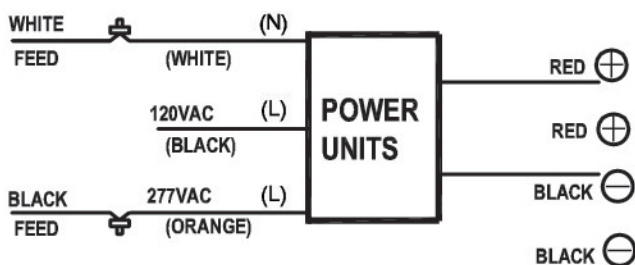 WHITE (N)
FEED (WHITE)
RED +
120VAC (L)
(BLACK)
POWER
UNITS
RED +
BLACK 277VAC (L)
FEED (ORANGE)
BLACK −
BLACK −